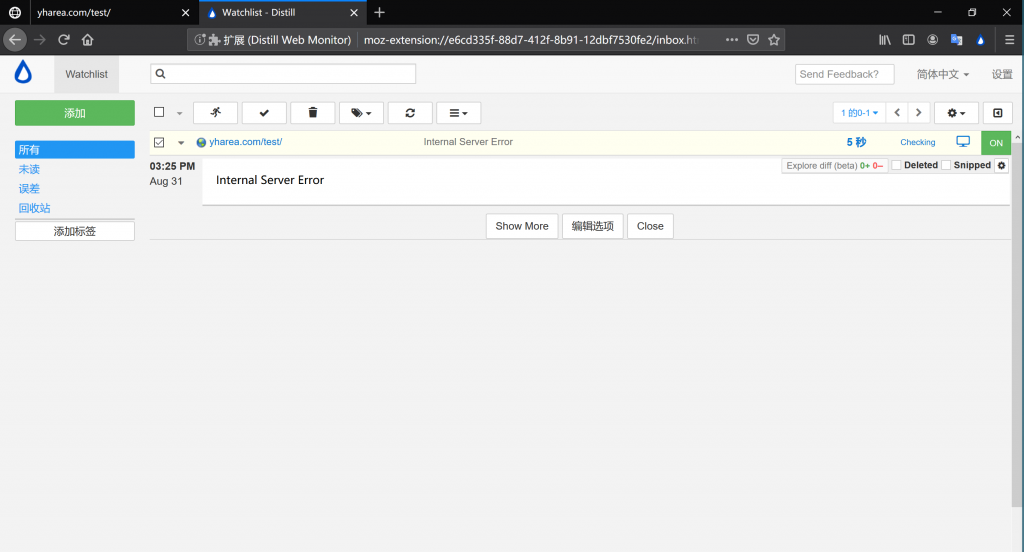 yharea.com/test/
Watchlist - Distill
扩展 (Distill Web Monitor) moz-extension://e6cd335f-88d7-412f-8b91-12dbf7530fe2/inbox.ht
Watchlist
Send Feedback?
简体中文
设置
添加
1 的0-1
所有
未读
误差
回收站
添加标签
yharea.com/test/ Internal Server Error 5 秒 Checking ON
03:25 PM
Aug 31
Explore diff (beta) 0+ 0– Deleted Snipped
Internal Server Error
Show More 编辑选项 Close